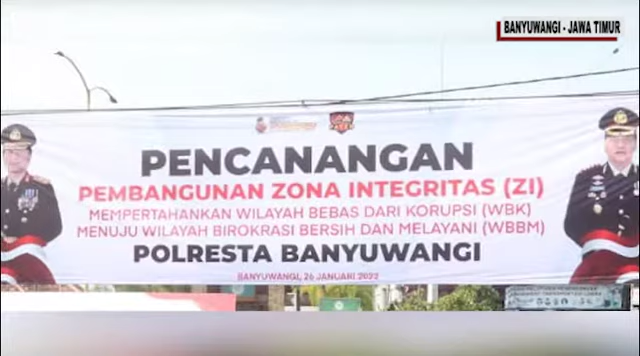 BANYUWANGI - JAWA TIMUR
PENCANANGAN
PEMBANGUNAN ZONA INTEGRITAS (ZI)
MEMPERTAHANKAN WILAYAH BEBAS DARI KORUPSI (WBK)
MENUJU WILAYAH BIROKRASI BERSIH DAN MELAYANI (WBBM)
POLRESTA BANYUWANGI
BANYUWANGI, 26 JANUARI 2022